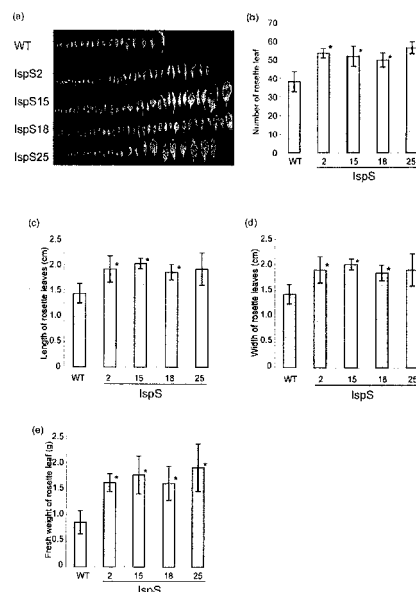 (a)
WT
IspS2
IspS15
IspS18
IspS25
(b)
Number of rosette leaf
70
60
50
40
30
20
10
0
* * *
WT 2 15 18 25
IspS
(c)
Length of rosette leaves (cm)
2.5
2.0
1.5
1.0
0.5
0
* * *
WT 2 15 18 25
IspS
(d)
Width of rosette leaves (cm)
2.5
2.0
1.5
1.0
0.5
0
* * *
WT 2 15 18 25
IspS
(e)
Fresh weight of rosette leaf (g)
2.5
2.0
1.5
1.0
.5
0
* * * *
WT 2 15 18 25
IspS